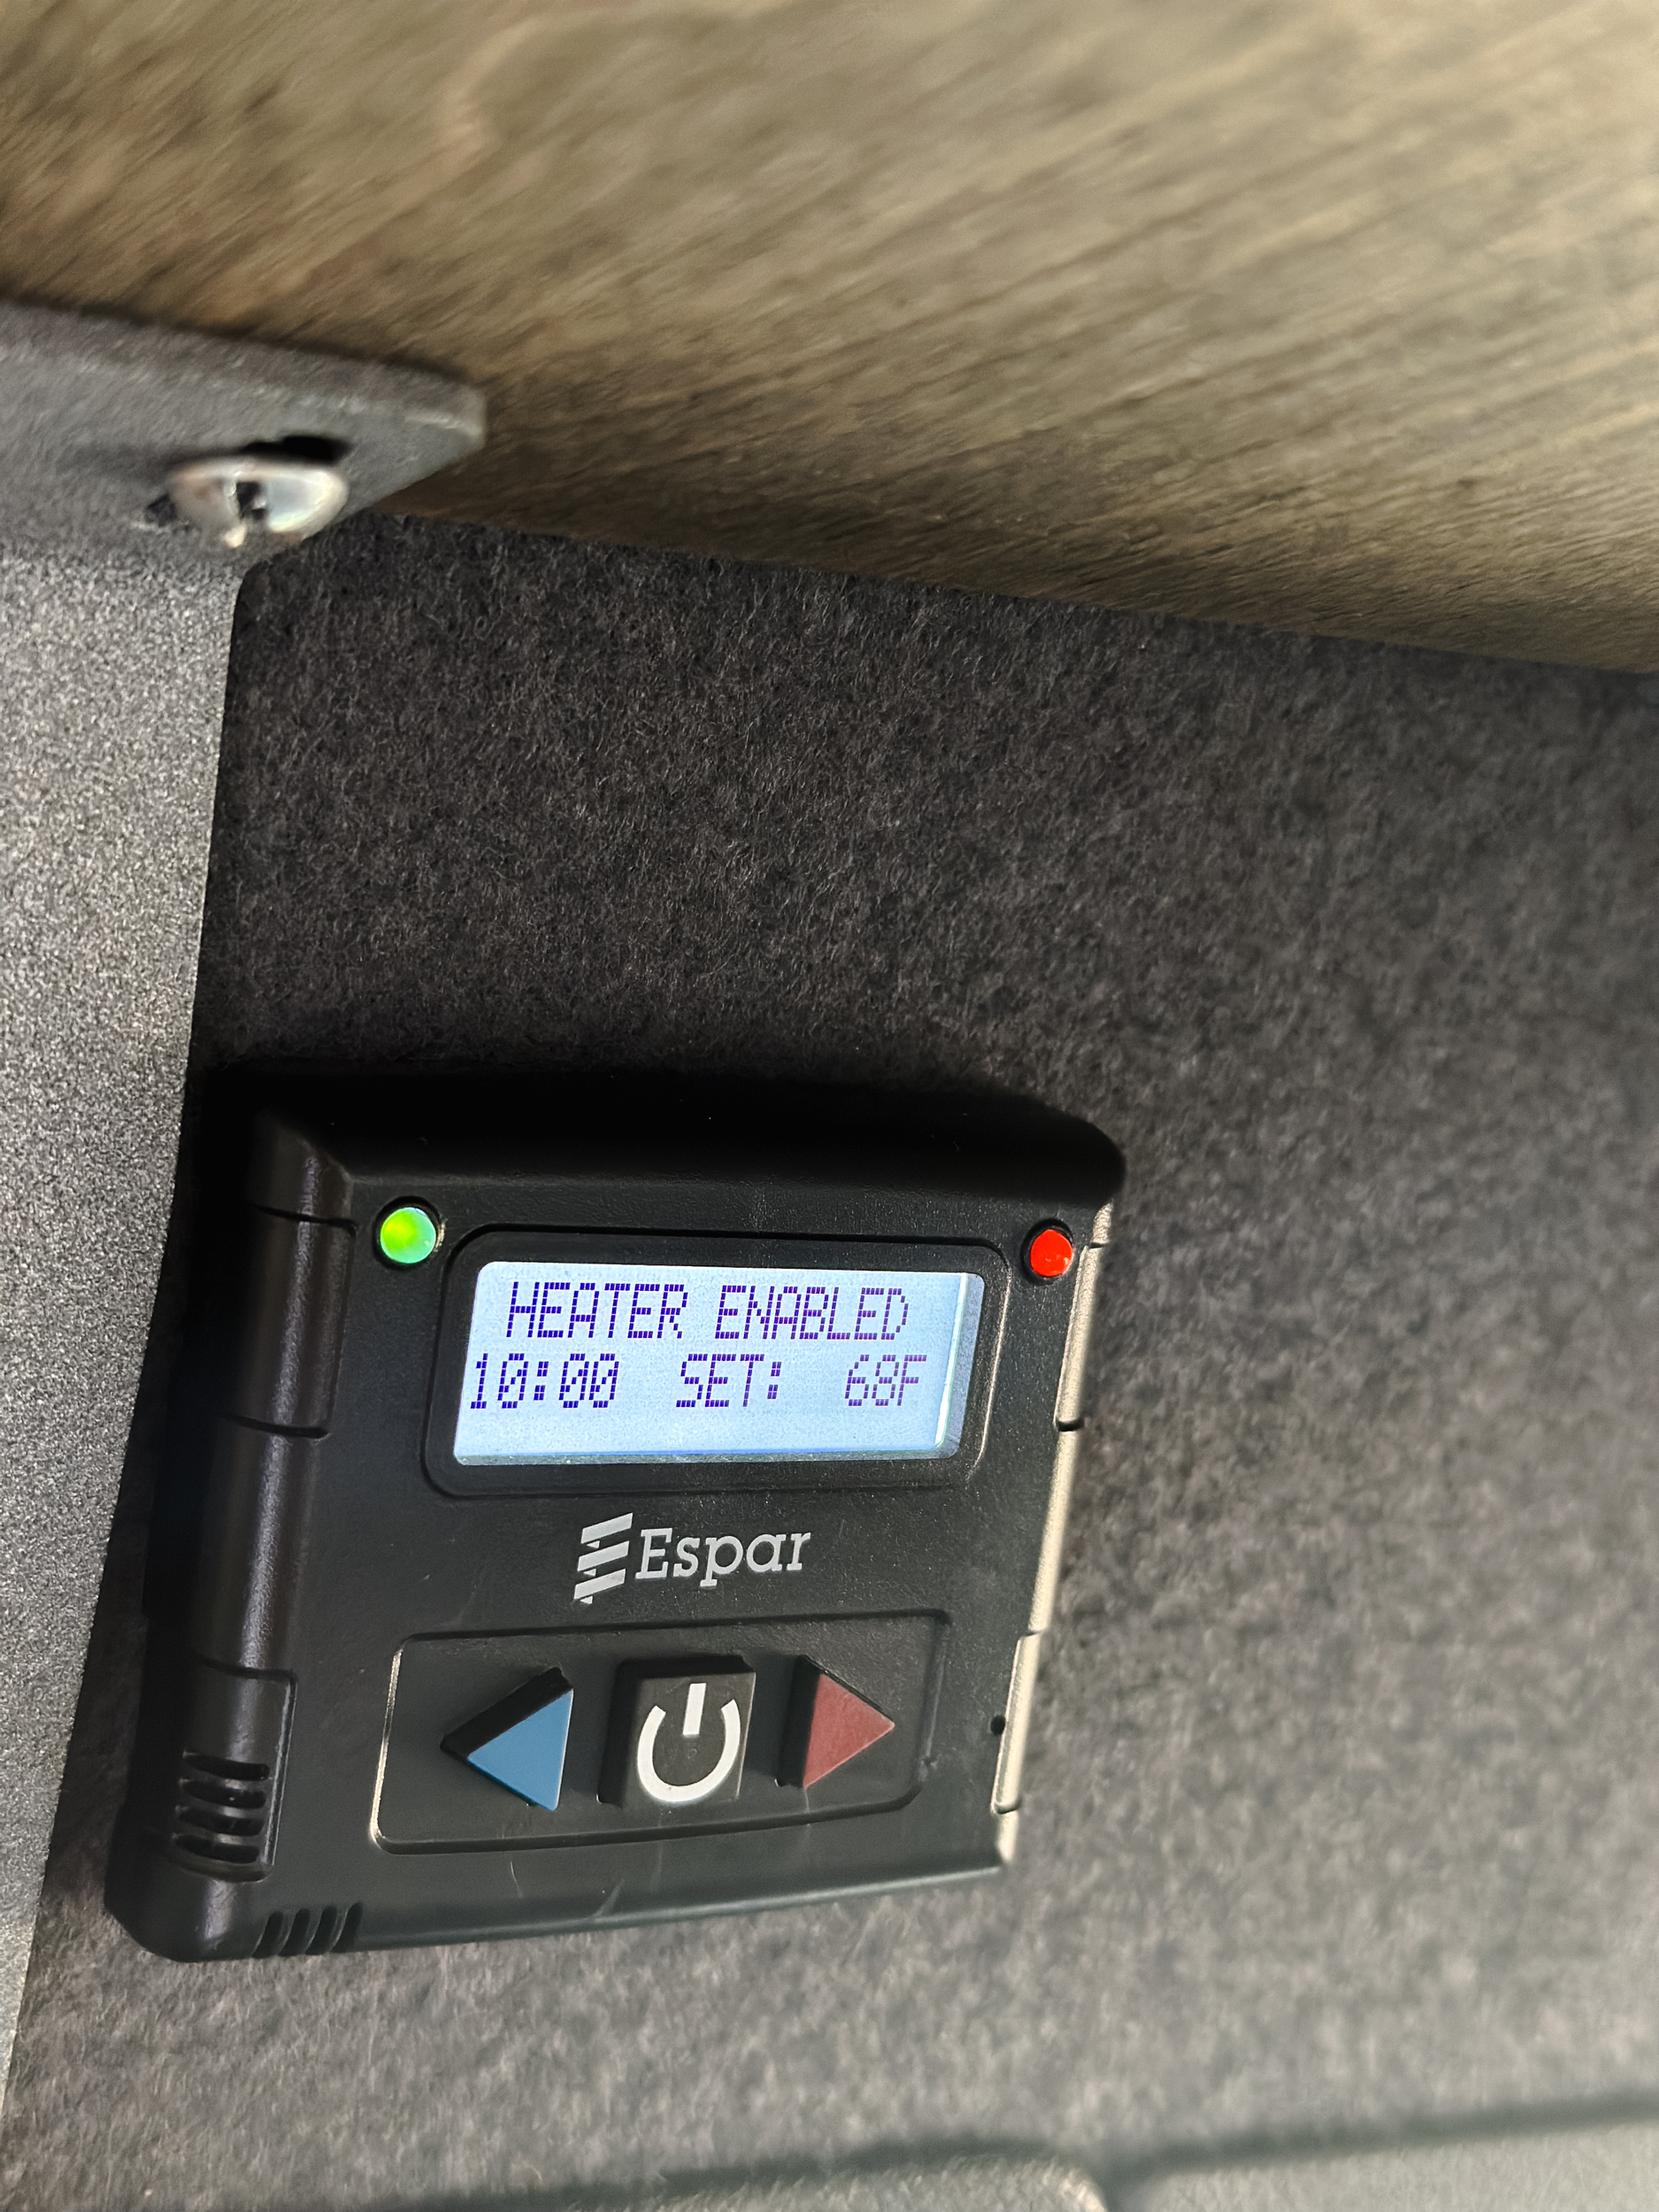 HEATER ENABLED
10:00 SET: 68F
Espar